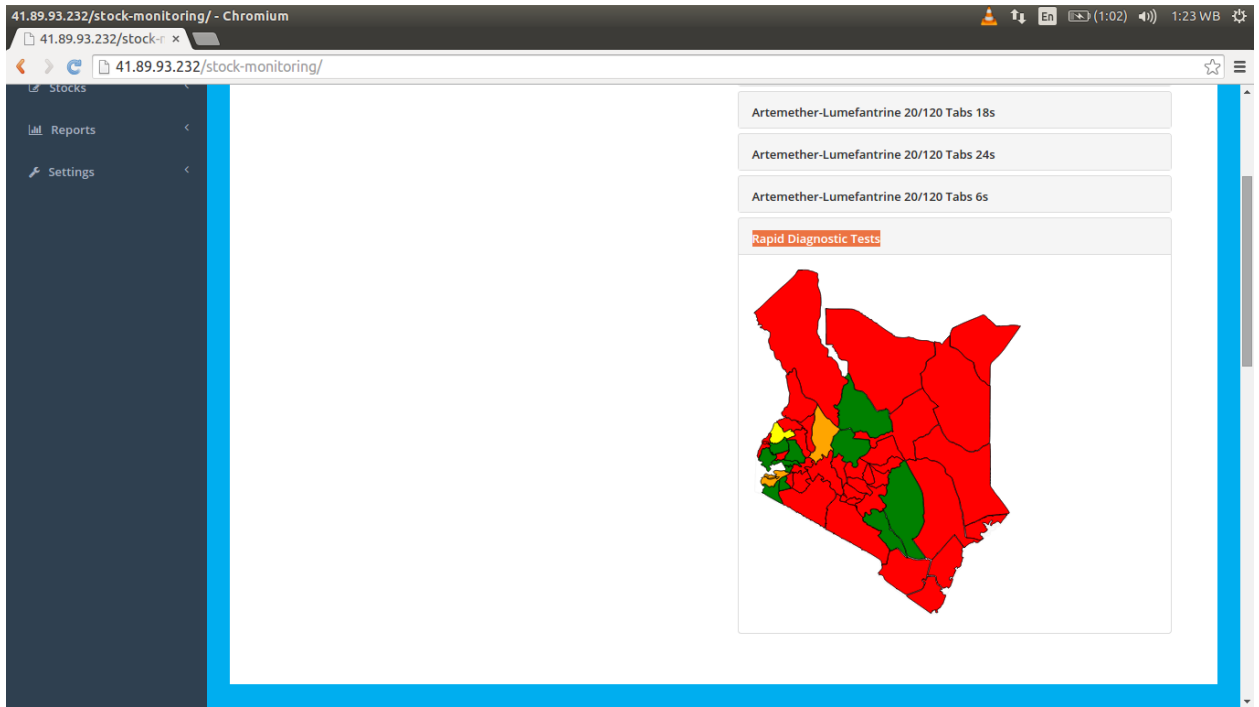 41.89.93.232/stock-monitoring/ - Chromium
En
(1:02)
1:23 WB
41.89.93.232/stock-r
41.89.93.232/stock-monitoring/
Stocks
Reports
Settings
Artemether-Lumefantrine 20/120 Tabs 18s
Artemether-Lumefantrine 20/120 Tabs 24s
Artemether-Lumefantrine 20/120 Tabs 6s
Rapid Diagnostic Tests